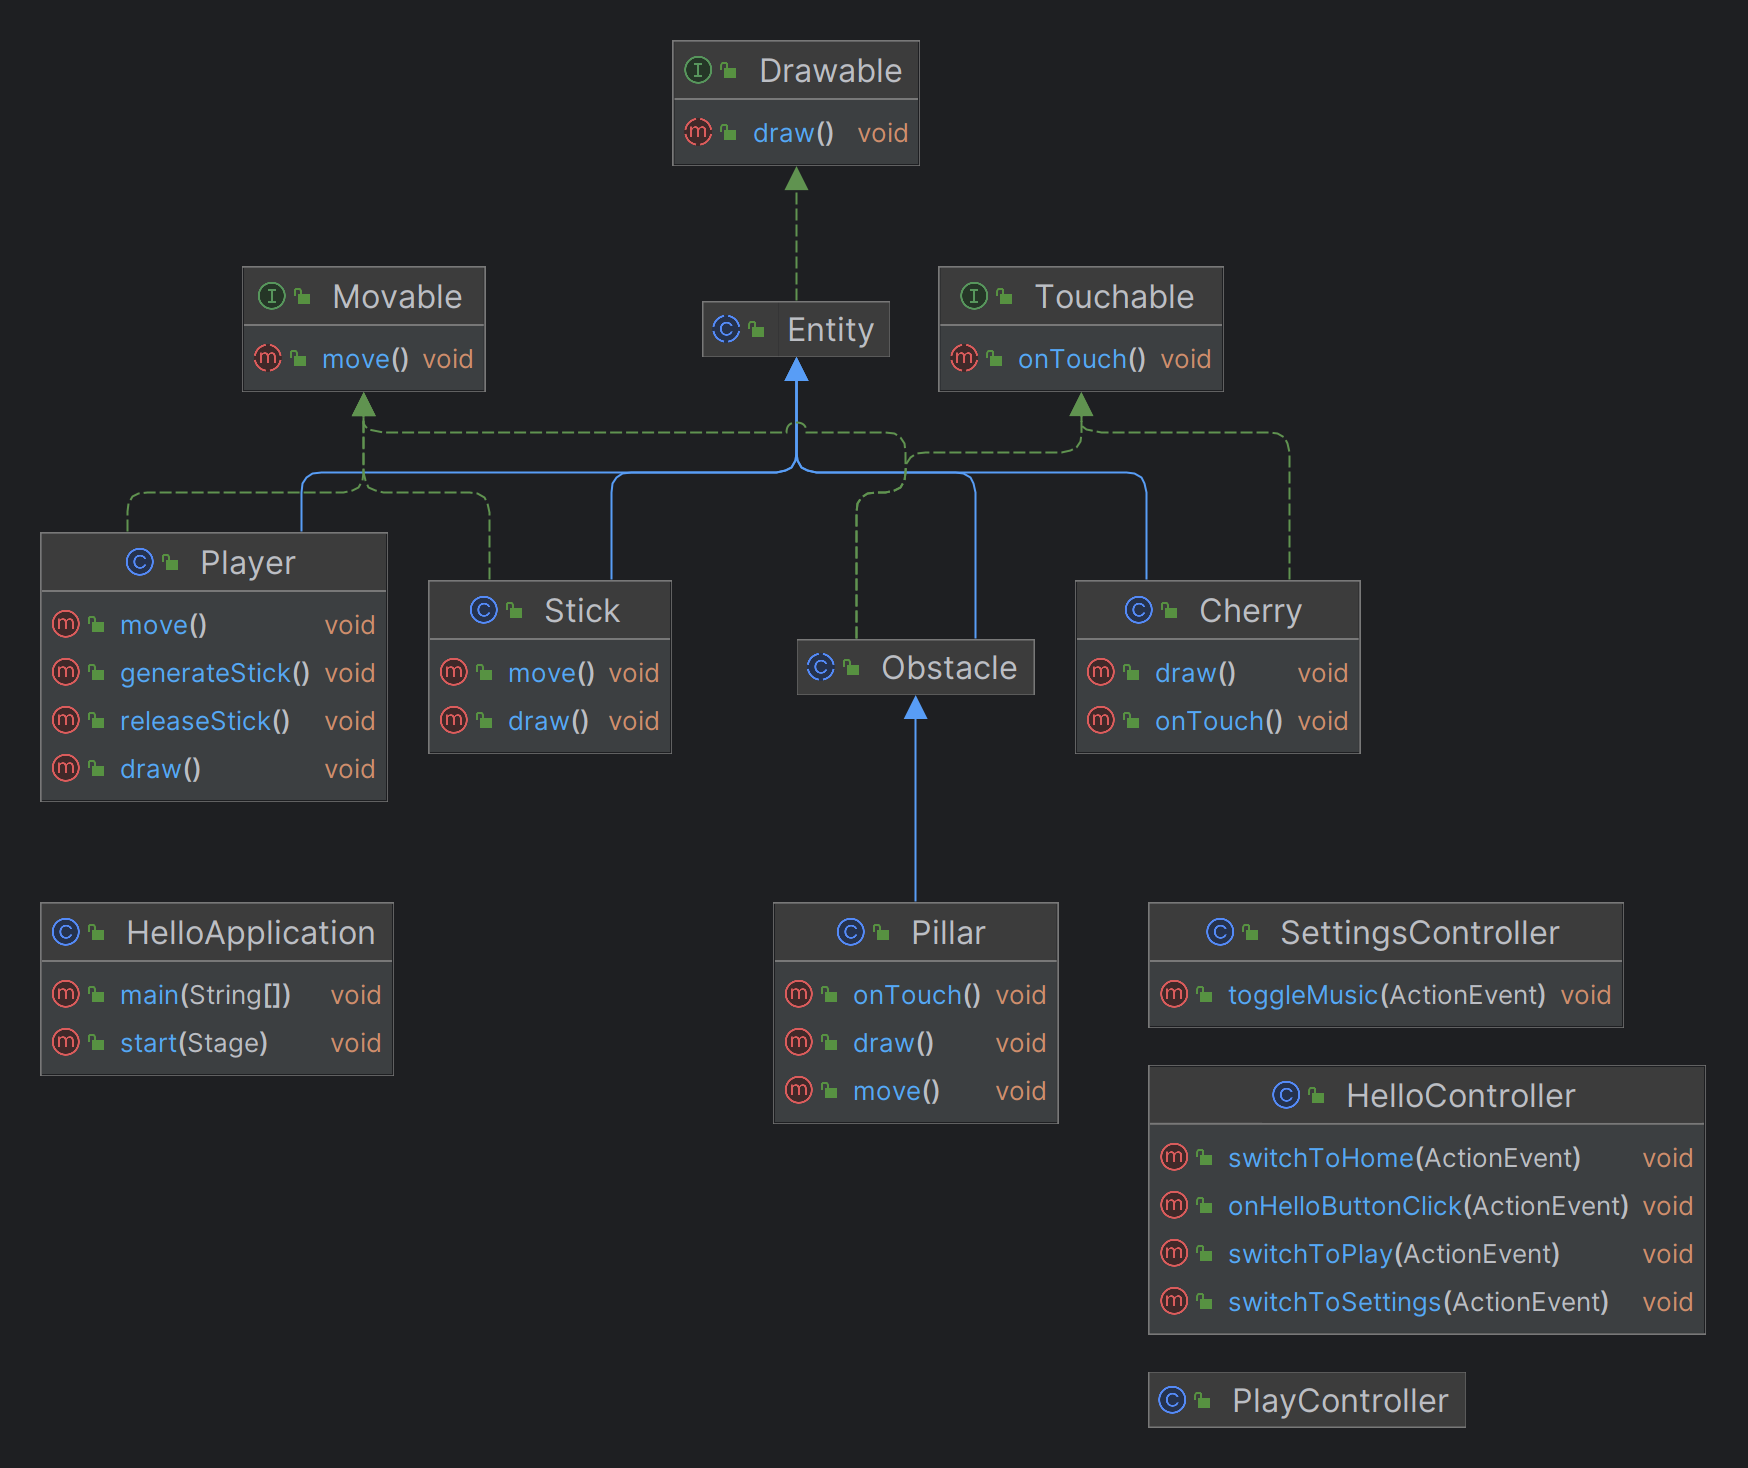 Drawable
draw() void
Movable
move() void
Entity
Touchable
onTouch() void
Player
move() void
generateStick() void
releaseStick() void
draw() void
Stick
move() void
draw() void
Obstacle
Cherry
draw() void
onTouch() void
HelloApplication
main(String[]) void
start(Stage) void
Pillar
onTouch() void
draw() void
move() void
SettingsController
toggleMusic(ActionEvent) void
HelloController
switchToHome(ActionEvent) void
onHelloButtonClick(ActionEvent) void
switchToPlay(ActionEvent) void
switchToSettings(ActionEvent) void
PlayController